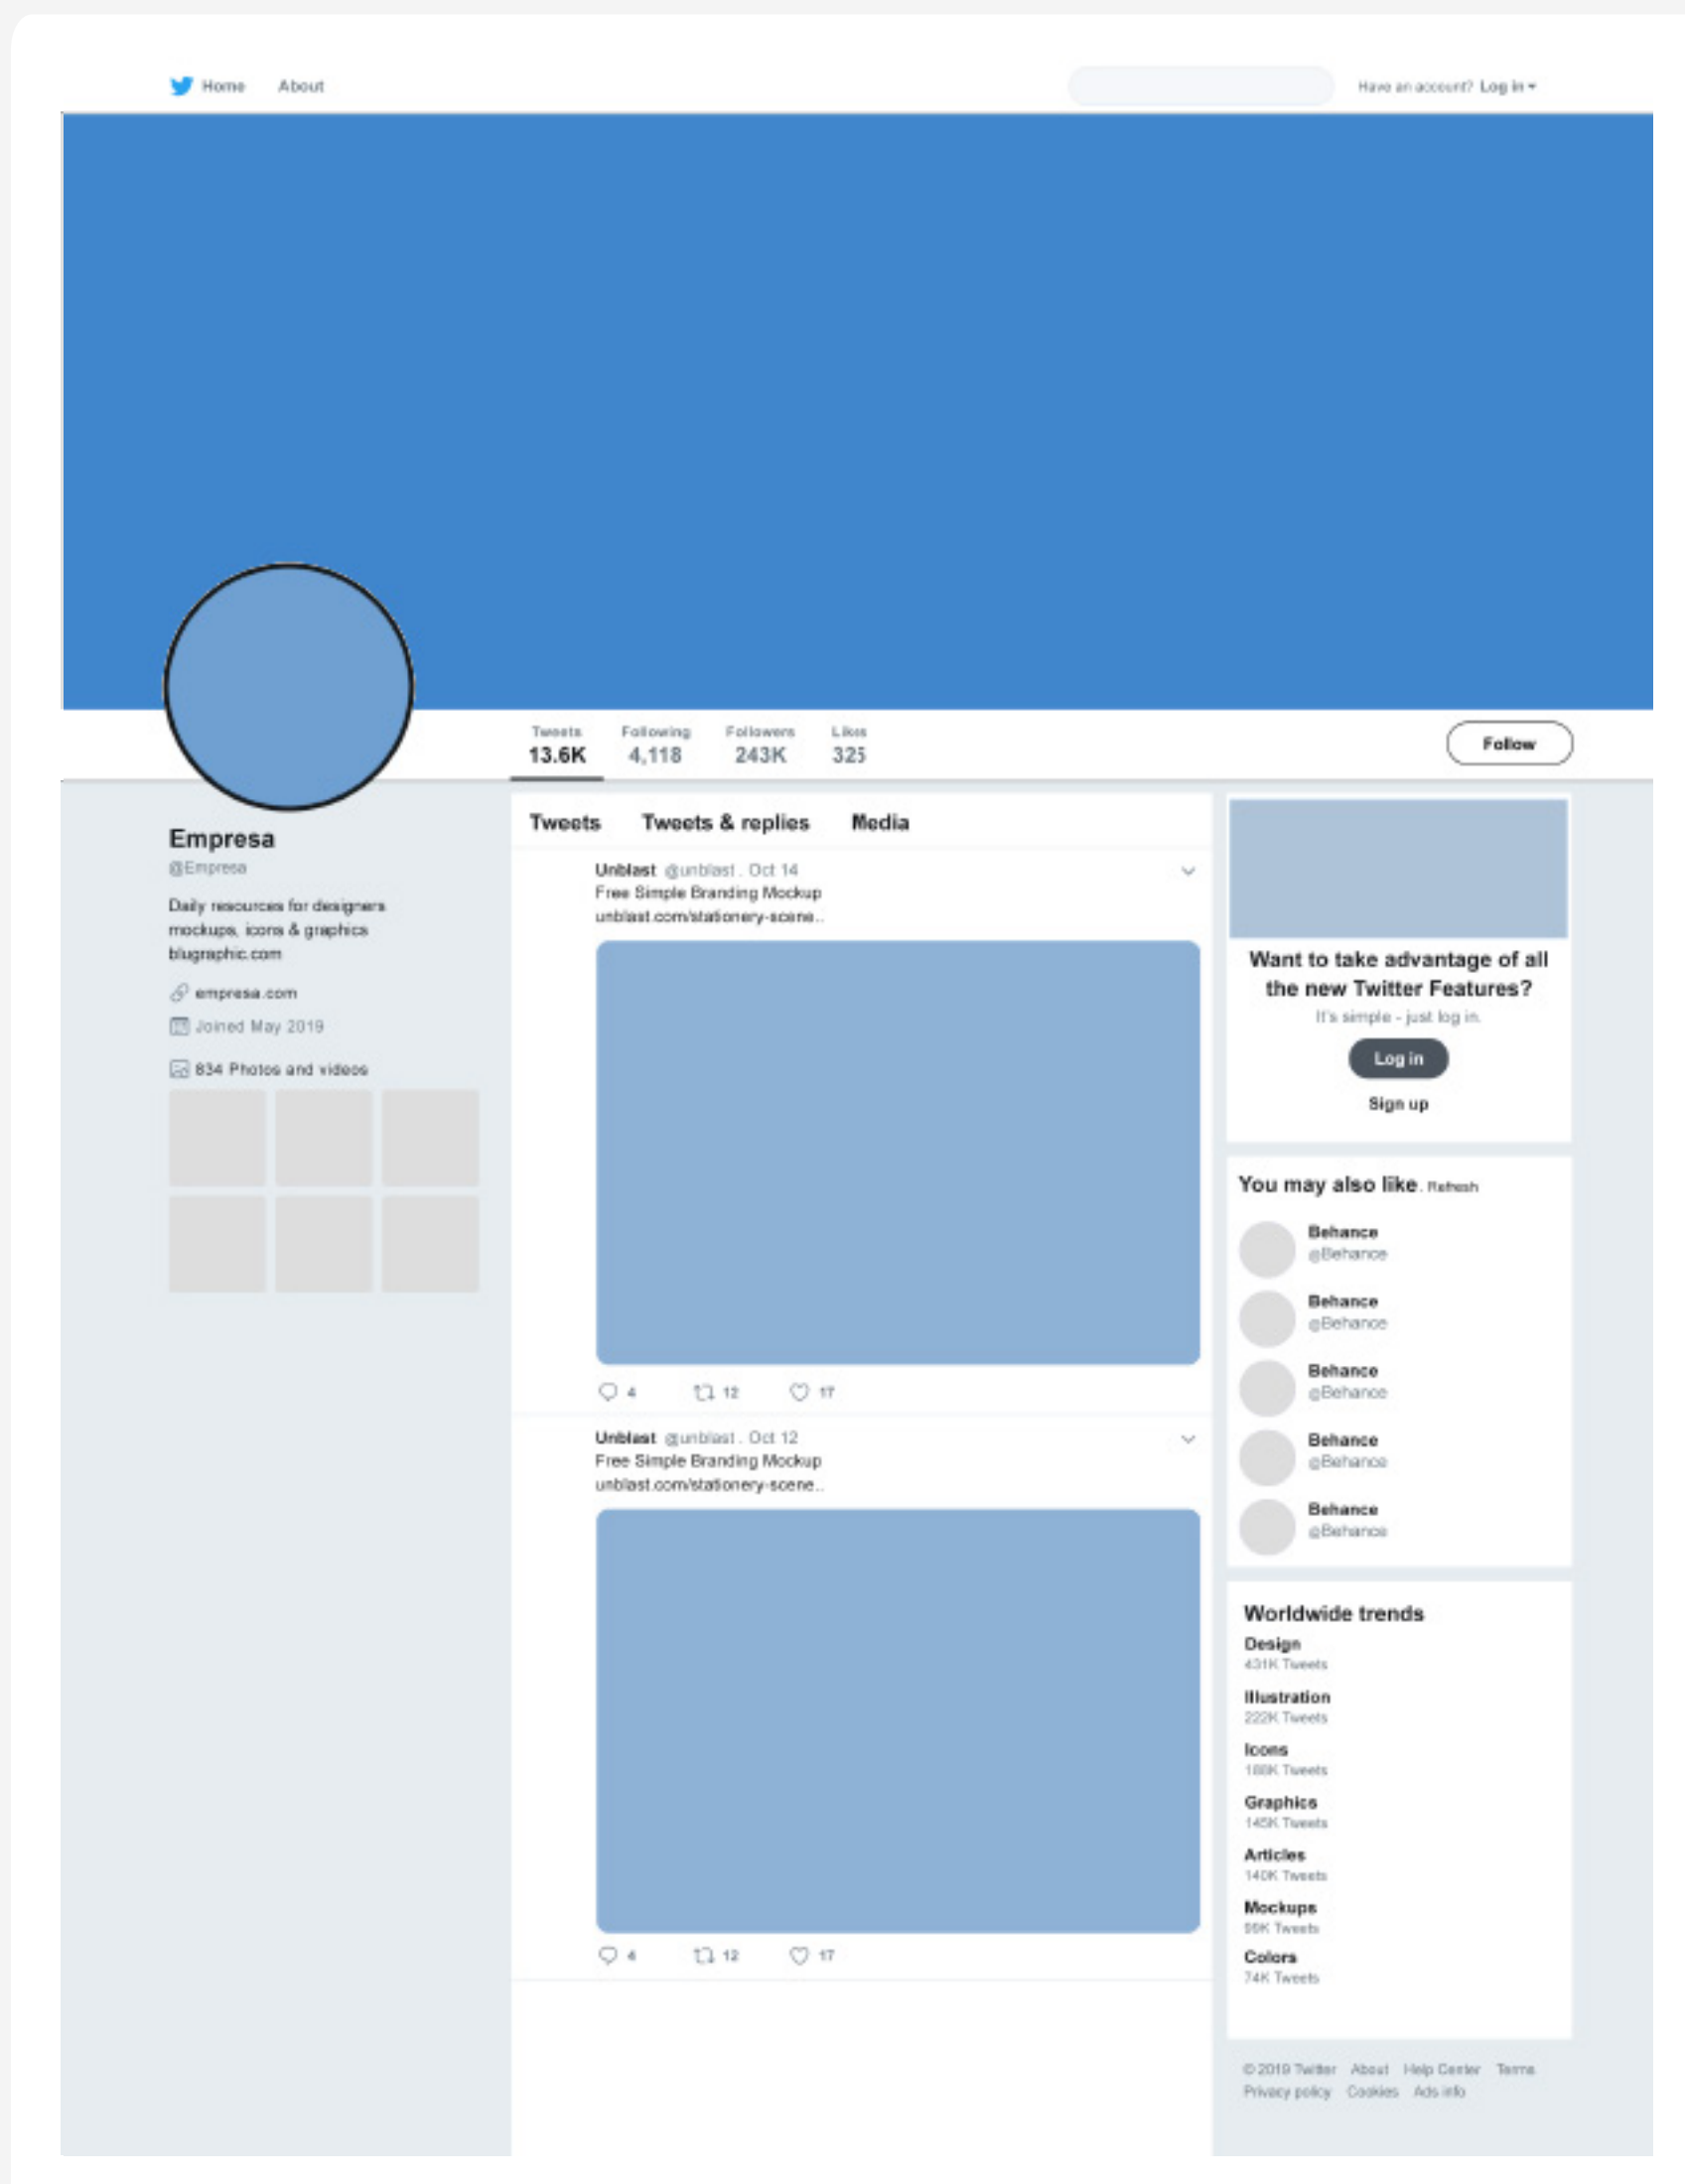 Home About
Have an account? Log in
Tweets Following Followers Likes
13.6K 4,118 243K 325
Follow
Empresa
@Empresa
Daily resources for designers
mockups, icons & graphics
blugraphic.com
empresa.com
Joined May 2019
834 Photos and videos
Tweets Tweets & replies Media
Unblast @unblast . Oct 14
Free Simple Branding Mockup
unblast.com/stationery-scene..
4 12 17
Unblast @unblast . Oct 12
Free Simple Branding Mockup
unblast.com/stationery-scene..
4 12 17
Want to take advantage of all
the new Twitter Features?
It's simple - just log in.
Log in
Sign up
You may also like. Refresh
Behance
@Behance
Behance
@Behance
Behance
@Behance
Behance
@Behance
Behance
@Behance
Worldwide trends
Design
431K Tweets
Illustration
222K Tweets
Icons
188K Tweets
Graphics
145K Tweets
Articles
140K Tweets
Mockups
99K Tweets
Colors
74K Tweets
© 2019 Twitter About Help Center Terms
Privacy policy Cookies Ads info